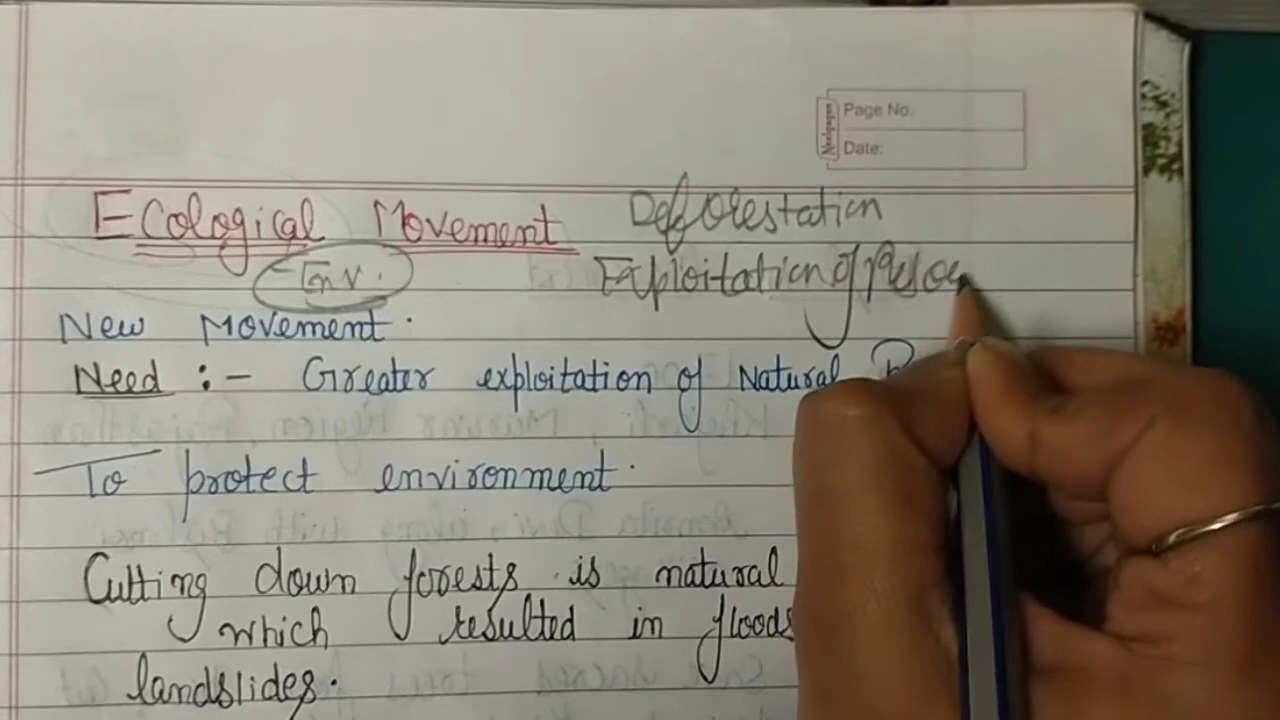 Page No.
Neelgagan
Date:
Ecological Movement Deforestation
Env. Exploitation of
New Movement.
Need :- Greater exploitation of Natural
To protect environment.
Cutting down forests is natural
which resulted in floods
landslides.